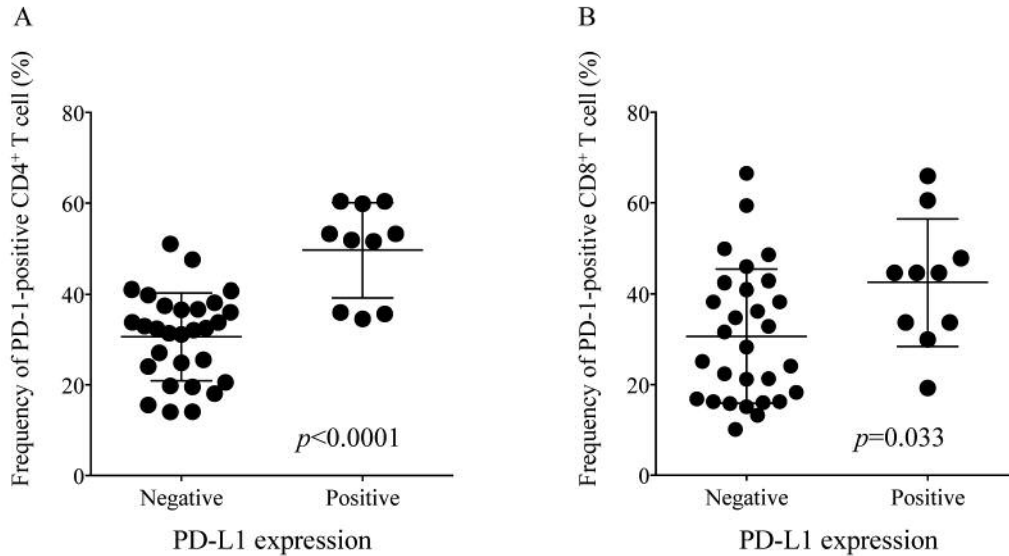 A
Frequency of PD-1-positive CD4⁺ T cell (%)
80
60
40
20
0
p<0.0001
Negative
Positive
PD-L1 expression
B
Frequency of PD-1-positive CD8⁺ T cell (%)
80
60
40
20
0
p=0.033
Negative
Positive
PD-L1 expression